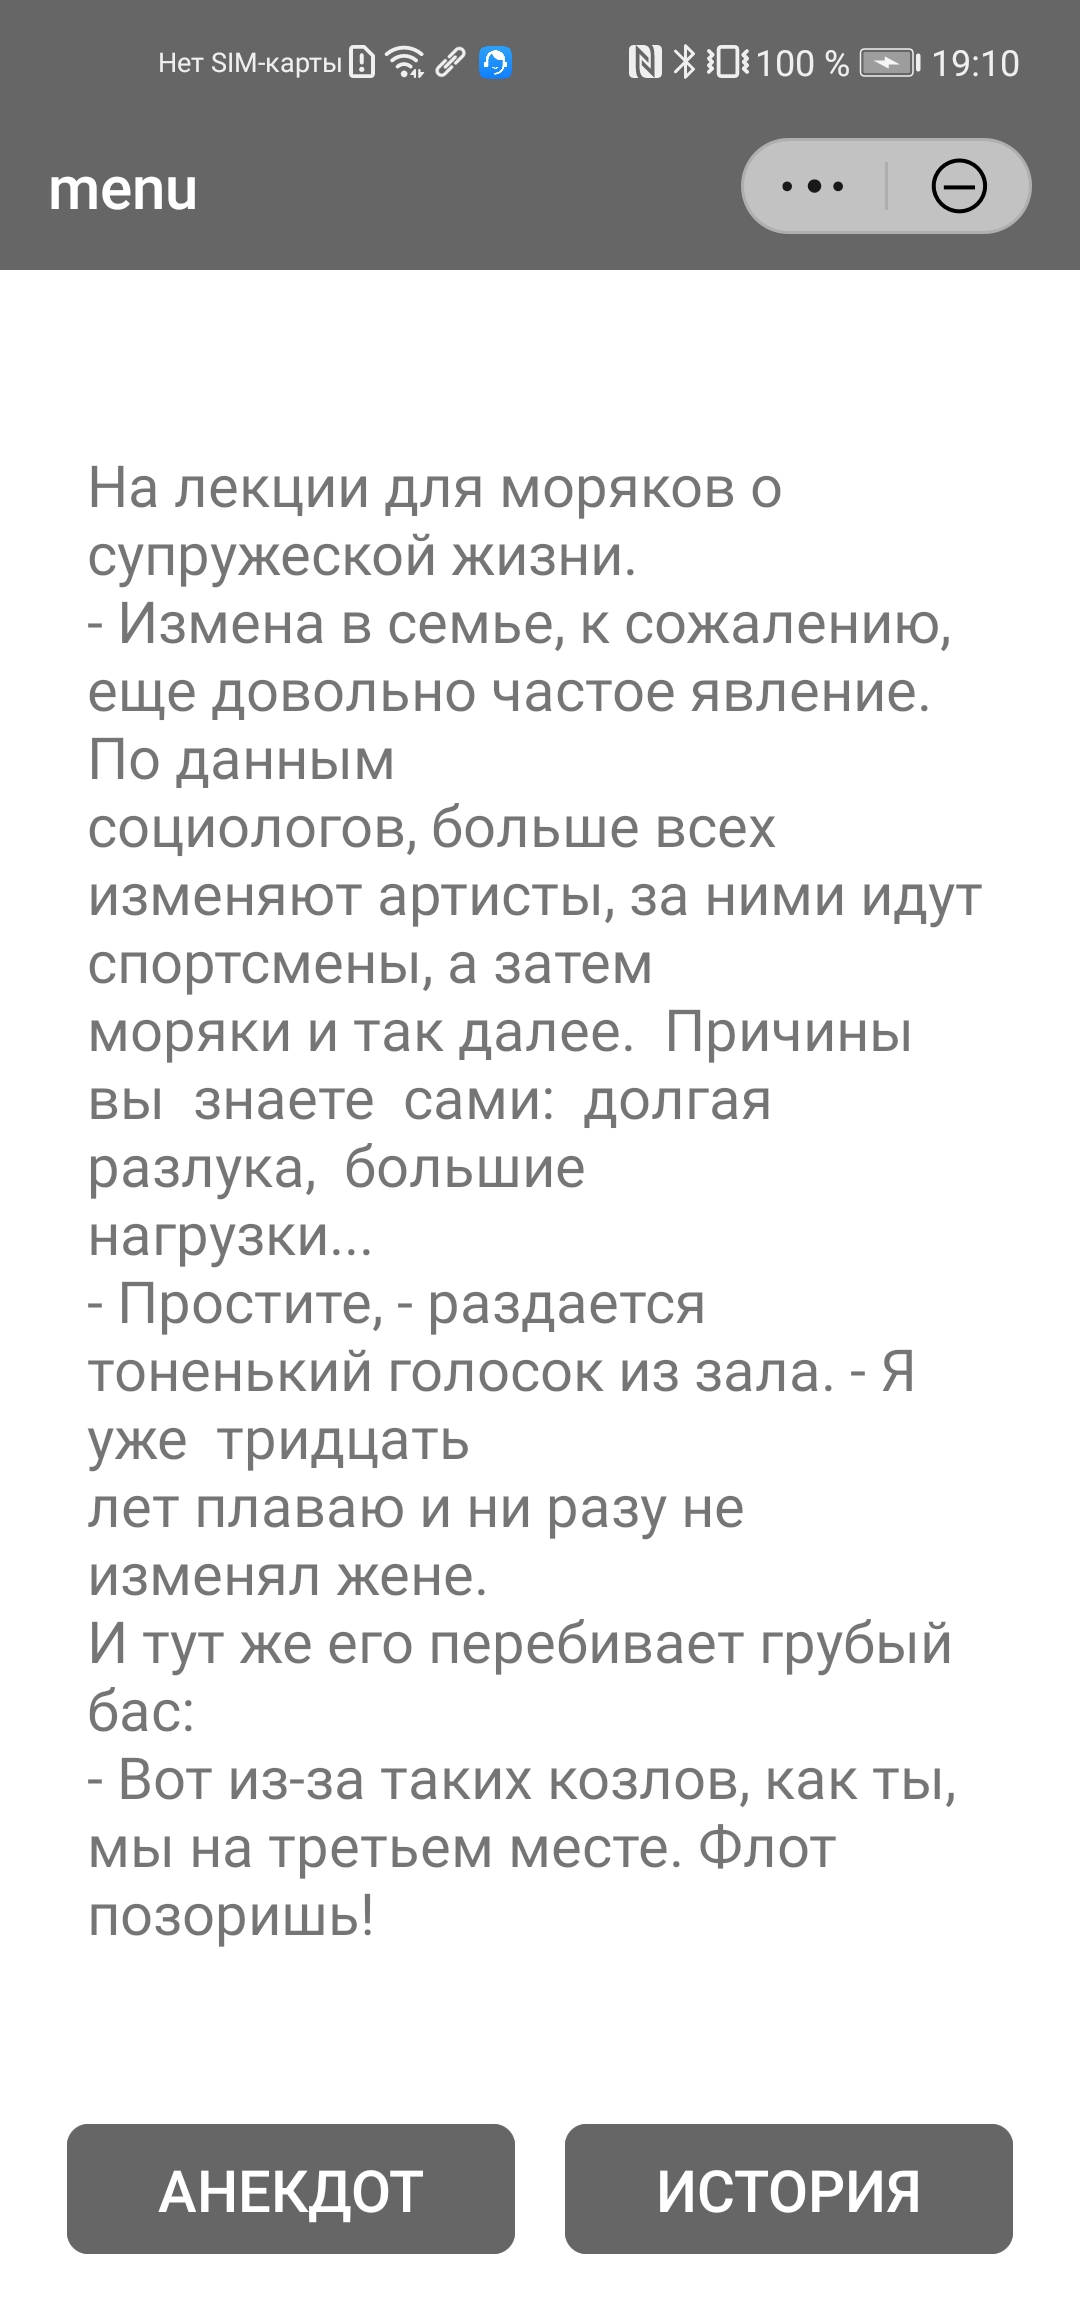 Нет SIM-карты 100 % 19:10
menu
На лекции для моряков о
супружеской жизни.
- Измена в семье, к сожалению,
еще довольно частое явление.
По данным
социологов, больше всех
изменяют артисты, за ними идут
спортсмены, а затем
моряки и так далее.  Причины
вы  знаете  сами:  долгая
разлука,  большие
нагрузки...
- Простите, - раздается
тоненький голосок из зала. - Я
уже  тридцать
лет плаваю и ни разу не
изменял жене.
И тут же его перебивает грубый
бас:
- Вот из-за таких козлов, как ты,
мы на третьем месте. Флот
позоришь!
АНЕКДОТ
ИСТОРИЯ